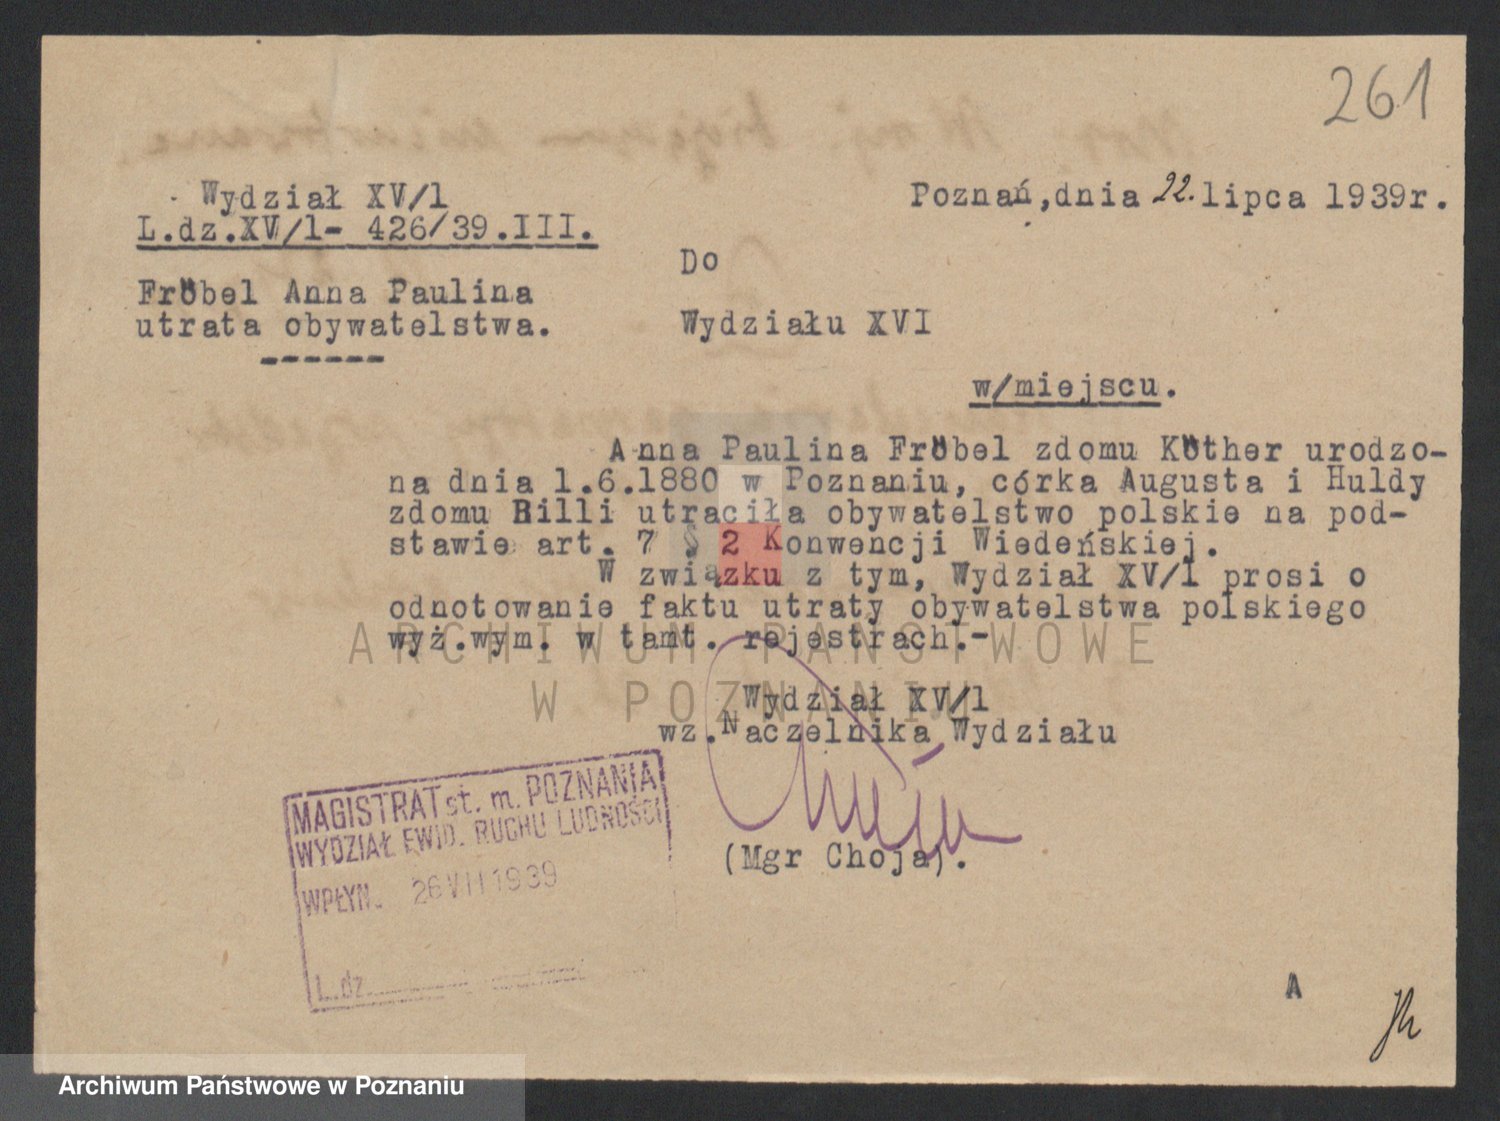 261
Wydział XV/1
L.dz.XV/1- 426/39.III.
Poznań,dnia 22.lipca 1939r.
Fröbel Anna Paulina
utrata obywatelstwa.
------
Do
Wydziału XVI
w/miejscu.
Anna Paulina Fröbel zdomu Köther urodzo-
na dnia 1.6.1880 w Poznaniu, córka Augusta i Huldy
zdomu Rilli utraciła obywatelstwo polskie na pod-
stawie art. 7 § 2 Konwencji Wiedeńskiej.
W związku z tym, Wydział XV/1 prosi o
odnotowanie faktu utraty obywatelstwa polskiego
wyż.wym. w tamt. rejestrach.-
ARCHIWUM PAŃSTWOWE
W POZNANIU
Wydział XV/1
wz.Naczelnika Wydziału
(Mgr Choja).
MAGISTRAT st. m. POZNANIA
WYDZIAŁ EWID. RUCHU LUDNOŚCI
WPŁYN. 26 VII 1939
L.dz.
A
Archiwum Państwowe w Poznaniu